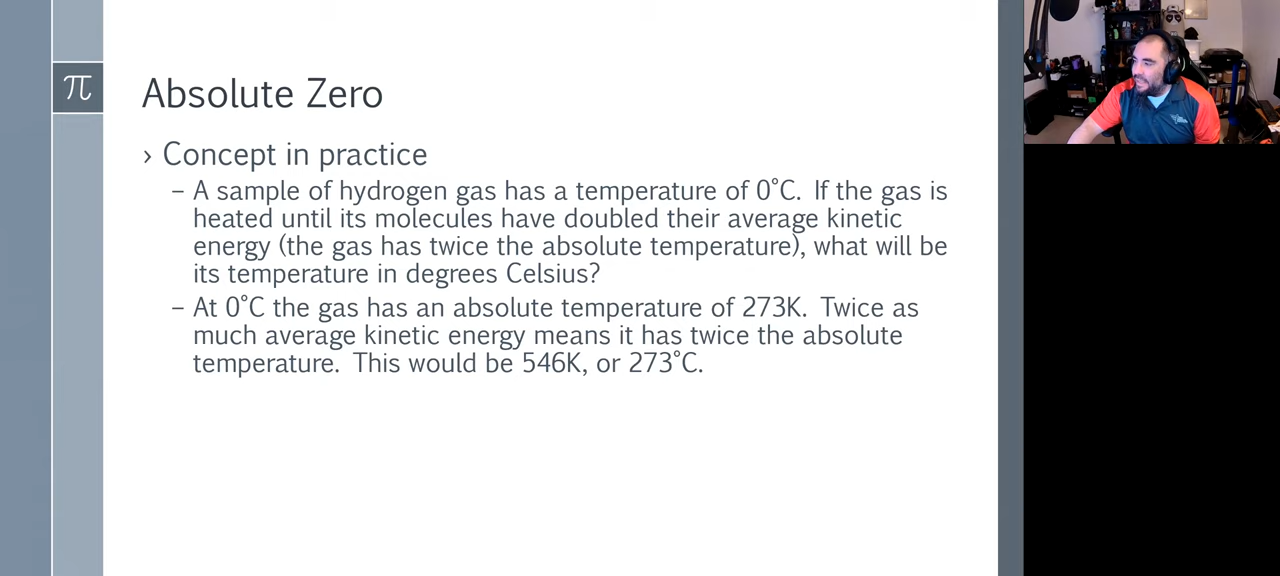 π
Absolute Zero
› Concept in practice
– A sample of hydrogen gas has a temperature of 0°C. If the gas is
heated until its molecules have doubled their average kinetic
energy (the gas has twice the absolute temperature), what will be
its temperature in degrees Celsius?
– At 0°C the gas has an absolute temperature of 273K. Twice as
much average kinetic energy means it has twice the absolute
temperature. This would be 546K, or 273°C.